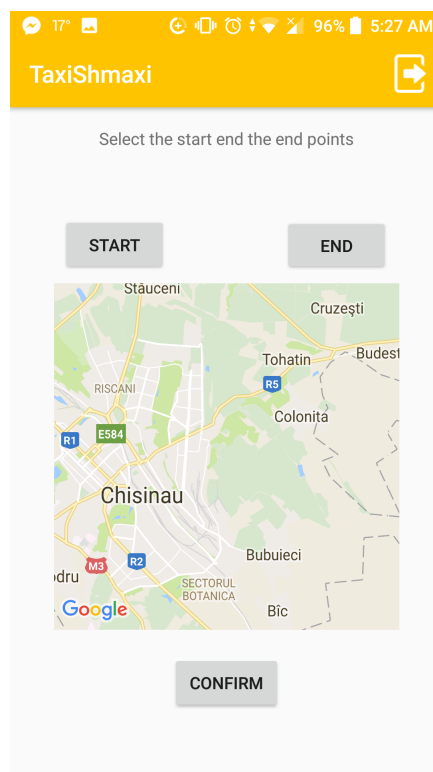 17° 96% 5:27 AM
TaxiShmaxi
Select the start end the end points
START END
Stăuceni
Cruzești
Tohatin Budest
R5
RISCANI
Colonita
R1 E584
Chisinau
Bubuieci
R2
M3
odru
SECTORUL
BOTANICA
Google
Bîc
CONFIRM